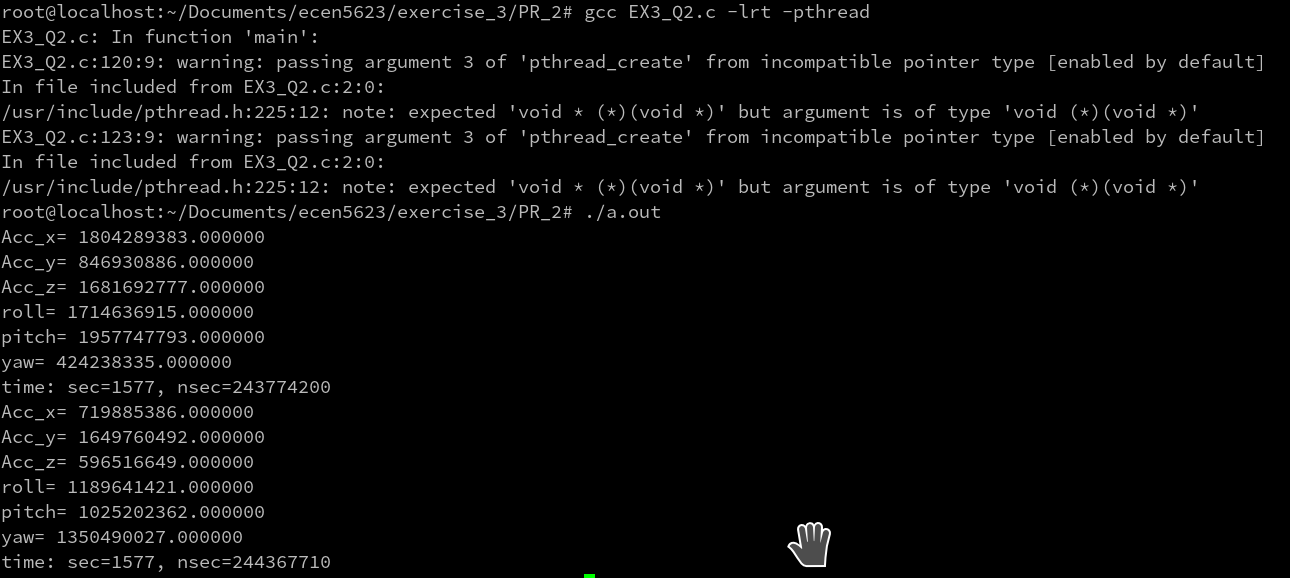 root@localhost:~/Documents/ecen5623/exercise_3/PR_2# gcc EX3_Q2.c -lrt -pthread
EX3_Q2.c: In function 'main':
EX3_Q2.c:120:9: warning: passing argument 3 of 'pthread_create' from incompatible pointer type [enabled by default]
In file included from EX3_Q2.c:2:0:
/usr/include/pthread.h:225:12: note: expected 'void * (*)(void *)' but argument is of type 'void (*)(void *)'
EX3_Q2.c:123:9: warning: passing argument 3 of 'pthread_create' from incompatible pointer type [enabled by default]
In file included from EX3_Q2.c:2:0:
/usr/include/pthread.h:225:12: note: expected 'void * (*)(void *)' but argument is of type 'void (*)(void *)'
root@localhost:~/Documents/ecen5623/exercise_3/PR_2# ./a.out
Acc_x= 1804289383.000000
Acc_y= 846930886.000000
Acc_z= 1681692777.000000
roll= 1714636915.000000
pitch= 1957747793.000000
yaw= 424238335.000000
time: sec=1577, nsec=243774200
Acc_x= 719885386.000000
Acc_y= 1649760492.000000
Acc_z= 596516649.000000
roll= 1189641421.000000
pitch= 1025202362.000000
yaw= 1350490027.000000
time: sec=1577, nsec=244367710